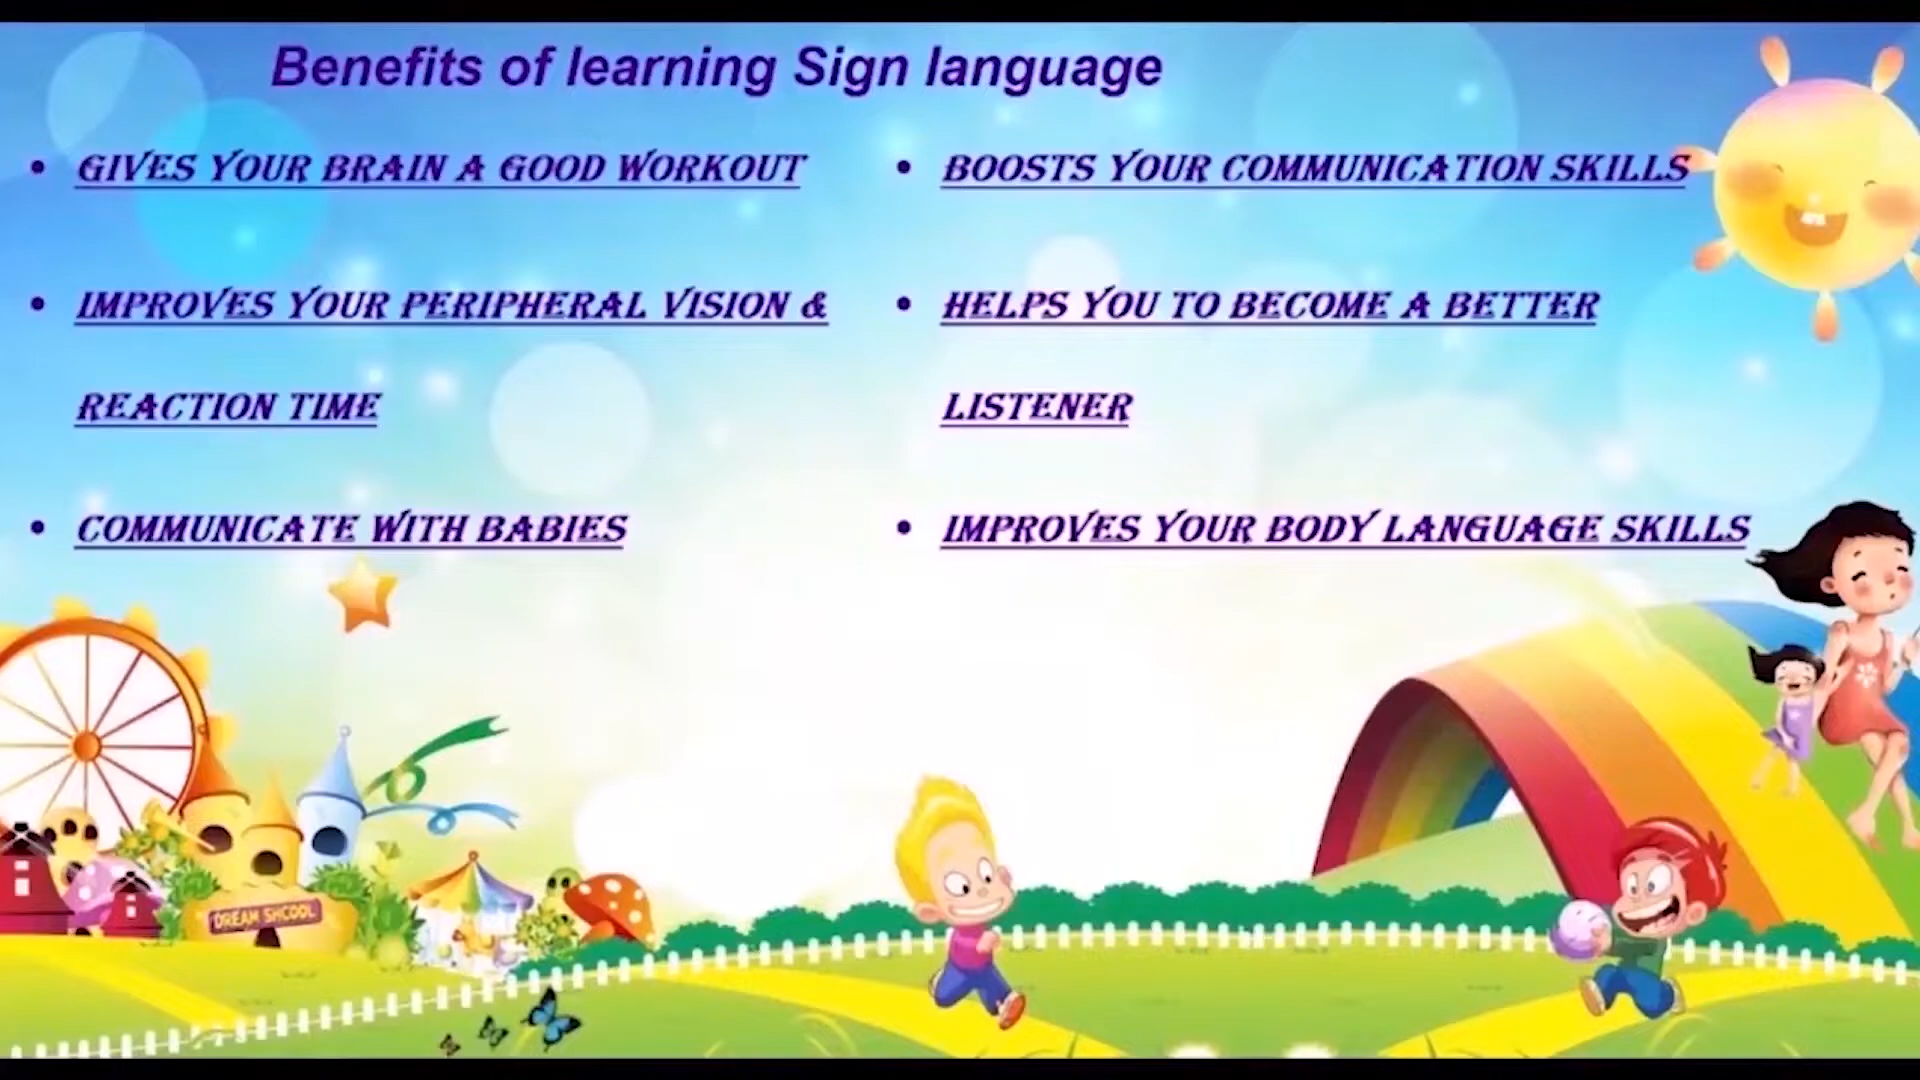 Benefits of learning Sign language
• GIVES YOUR BRAIN A GOOD WORKOUT
• IMPROVES YOUR PERIPHERAL VISION &
REACTION TIME
• COMMUNICATE WITH BABIES
• BOOSTS YOUR COMMUNICATION SKILLS
• HELPS YOU TO BECOME A BETTER
LISTENER
• IMPROVES YOUR BODY LANGUAGE SKILLS
DREAM SHCOOL